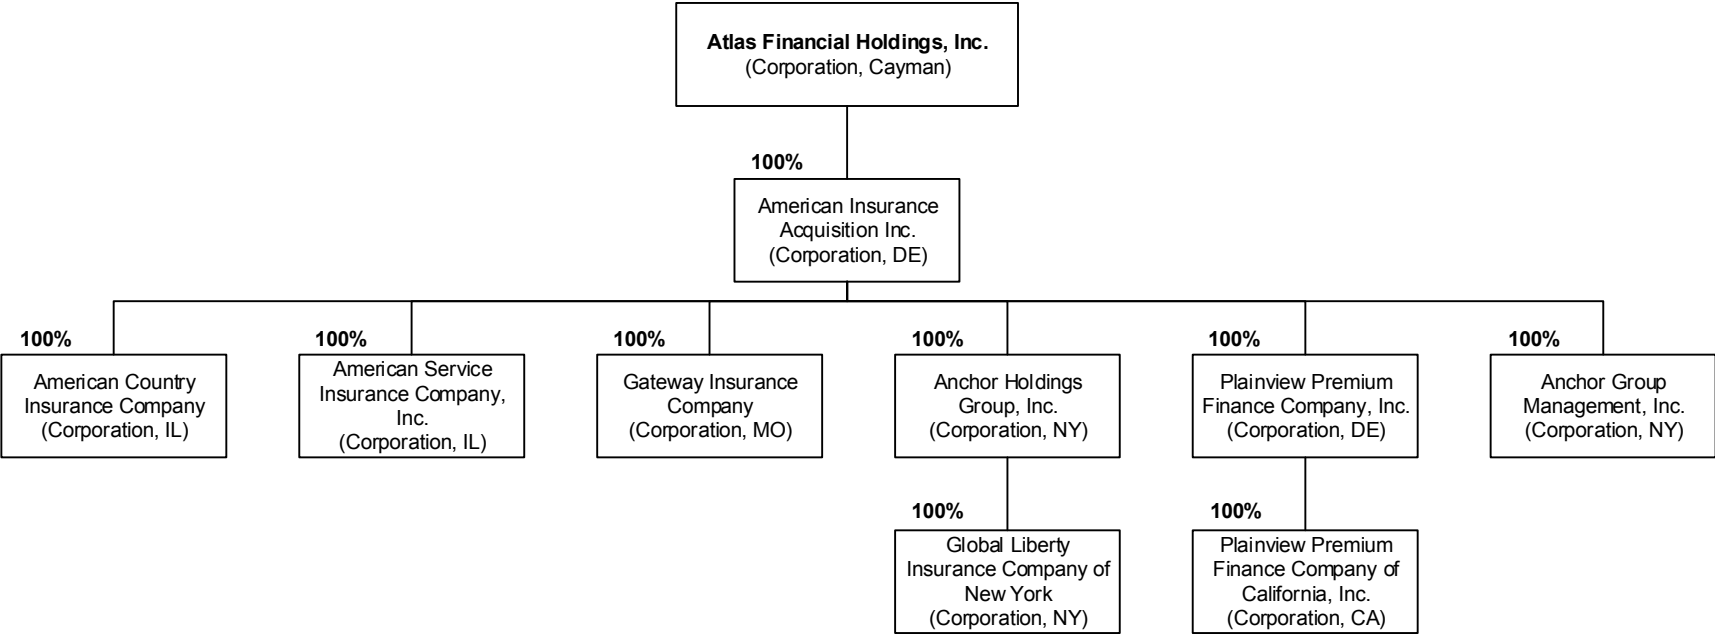 Atlas Financial Holdings, Inc.
(Corporation, Cayman)
100%
American Insurance
Acquisition Inc.
(Corporation, DE)
100%
American Country
Insurance Company
(Corporation, IL)
100%
American Service
Insurance Company,
Inc.
(Corporation, IL)
100%
Gateway Insurance
Company
(Corporation, MO)
100%
Anchor Holdings
Group, Inc.
(Corporation, NY)
100%
Plainview Premium
Finance Company, Inc.
(Corporation, DE)
100%
Anchor Group
Management, Inc.
(Corporation, NY)
100%
Global Liberty
Insurance Company of
New York
(Corporation, NY)
100%
Plainview Premium
Finance Company of
California, Inc.
(Corporation, CA)